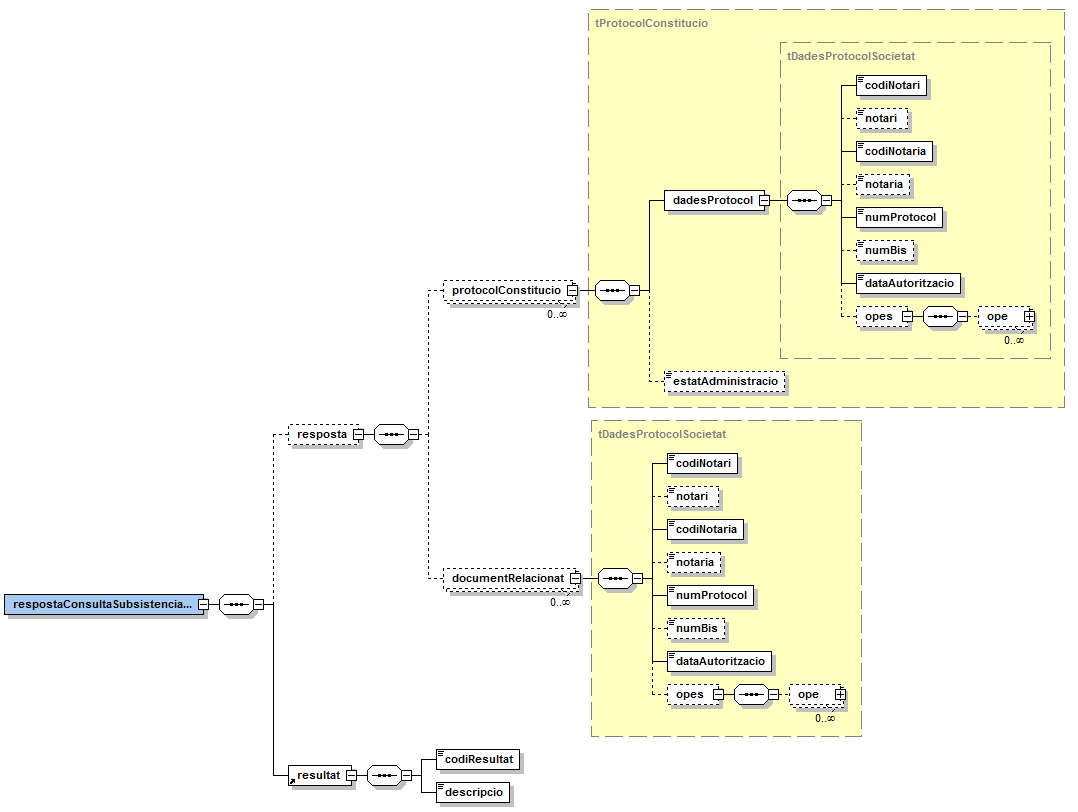 tProtocolConstitucio
tDadesProtocolSocietat
codiNotari
notari
codiNotaria
notaria
dadesProtocol
numProtocol
numBis
dataAutoritzacio
protocolConstitucio
0..∞
opes
ope
0..∞
estatAdministracio
resposta
tDadesProtocolSocietat
codiNotari
notari
codiNotaria
notaria
documentRelacionat
0..∞
numProtocol
numBis
dataAutoritzacio
opes
ope
0..∞
respostaConsultaSubsistencia...
resultat
codiResultat
descripcio